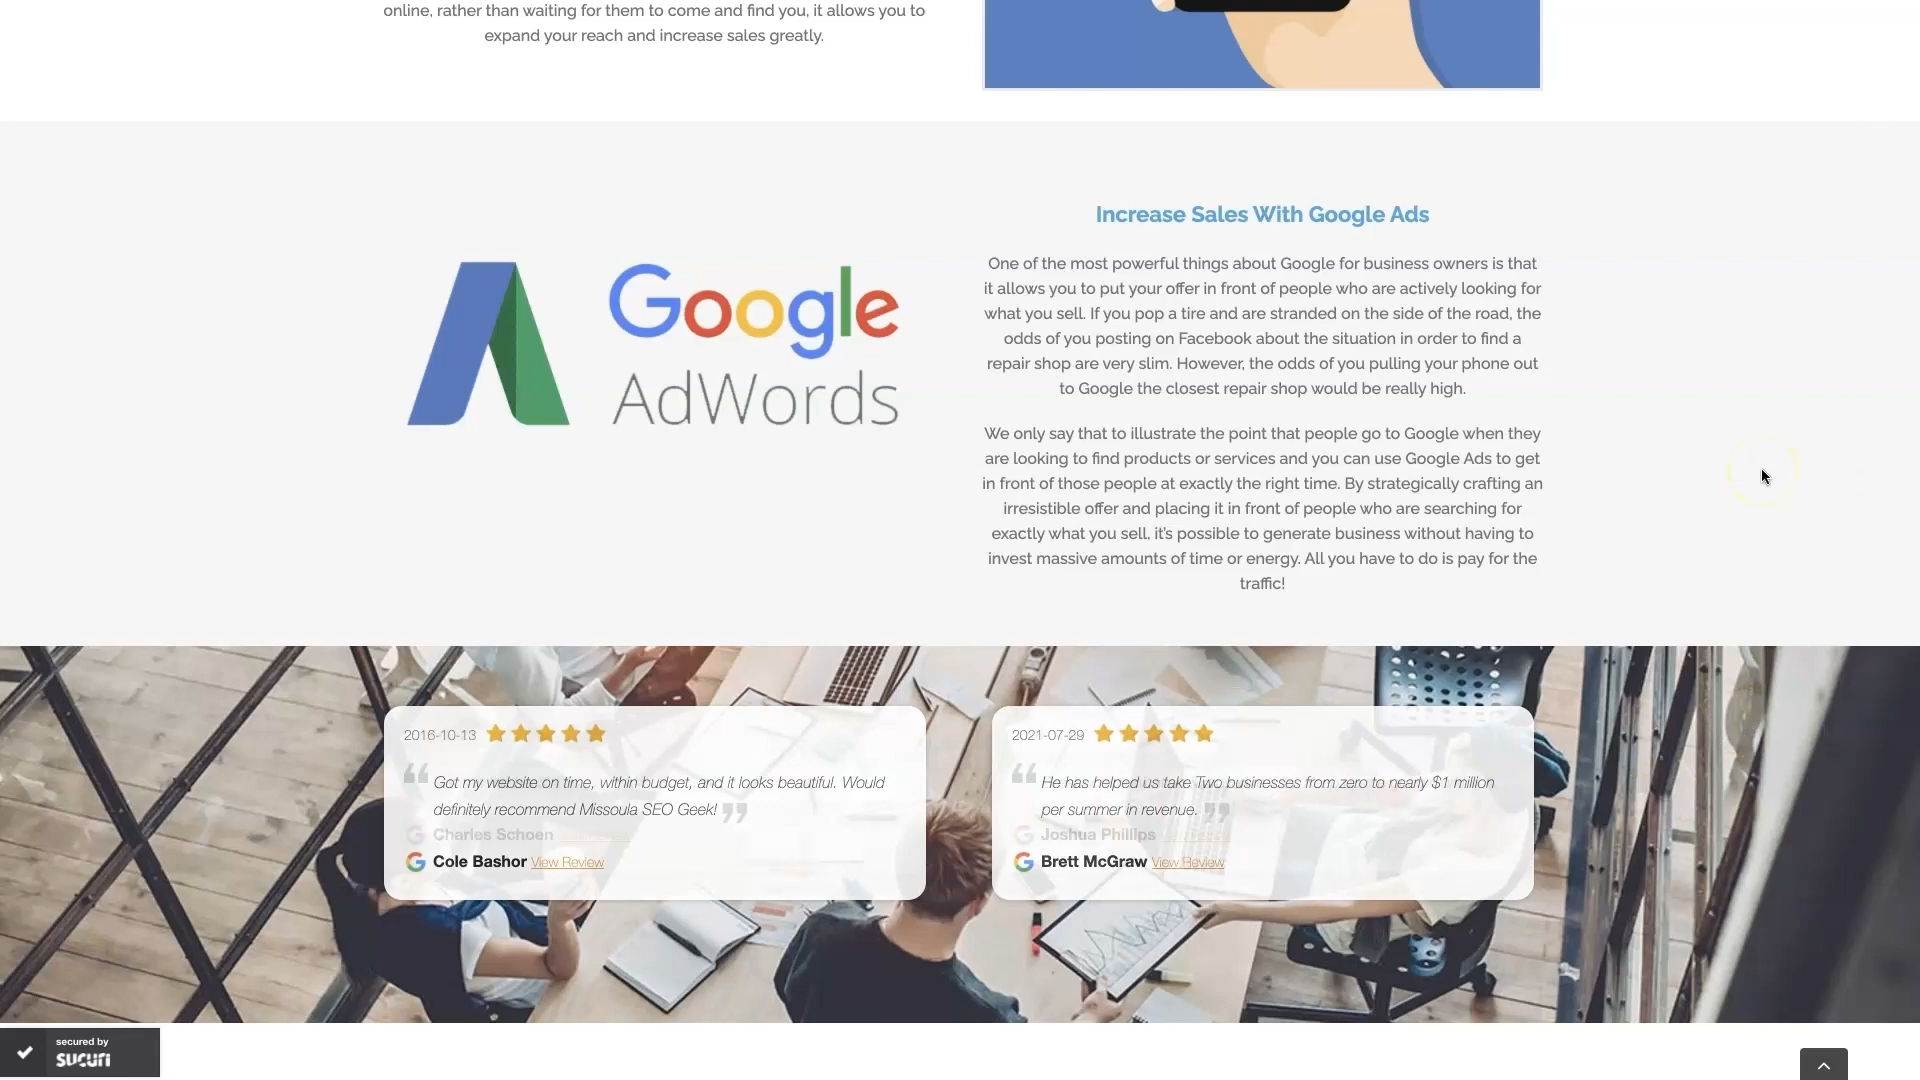 online, rather than waiting for them to come and find you, it allows you to
expand your reach and increase sales greatly.
Google
AdWords
Increase Sales With Google Ads
One of the most powerful things about Google for business owners is that
it allows you to put your offer in front of people who are actively looking for
what you sell. If you pop a tire and are stranded on the side of the road, the
odds of you posting on Facebook about the situation in order to find a
repair shop are very slim. However, the odds of you pulling your phone out
to Google the closest repair shop would be really high.
We only say that to illustrate the point that people go to Google when they
are looking to find products or services and you can use Google Ads to get
in front of those people at exactly the right time. By strategically crafting an
irresistible offer and placing it in front of people who are searching for
exactly what you sell, it's possible to generate business without having to
invest massive amounts of time or energy. All you have to do is pay for the
traffic!
2016-10-13
“ Got my website on time, within budget, and it looks beautiful. Would
definitely recommend Missoula SEO Geek! ”
Charles Schoen
Cole Bashor View Review
2021-07-29
“ He has helped us take Two businesses from zero to nearly $1 million
per summer in revenue. ”
Joshua Phillips
Brett McGraw View Review
secured by
sucuri